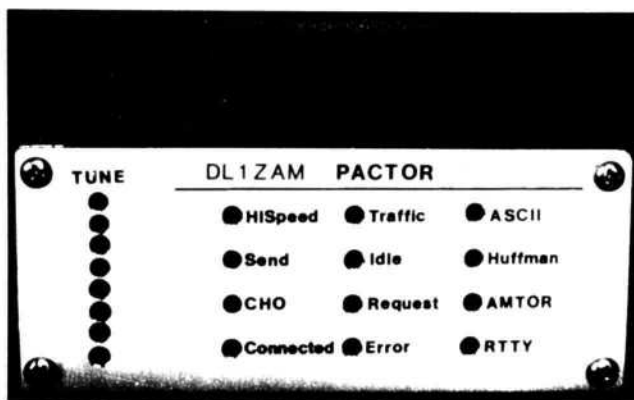 TUNE
DL1ZAM PACTOR
HISpeed Traffic ASCII
Send Idle Huffman
CHO Request AMTOR
Connected Error RTTY